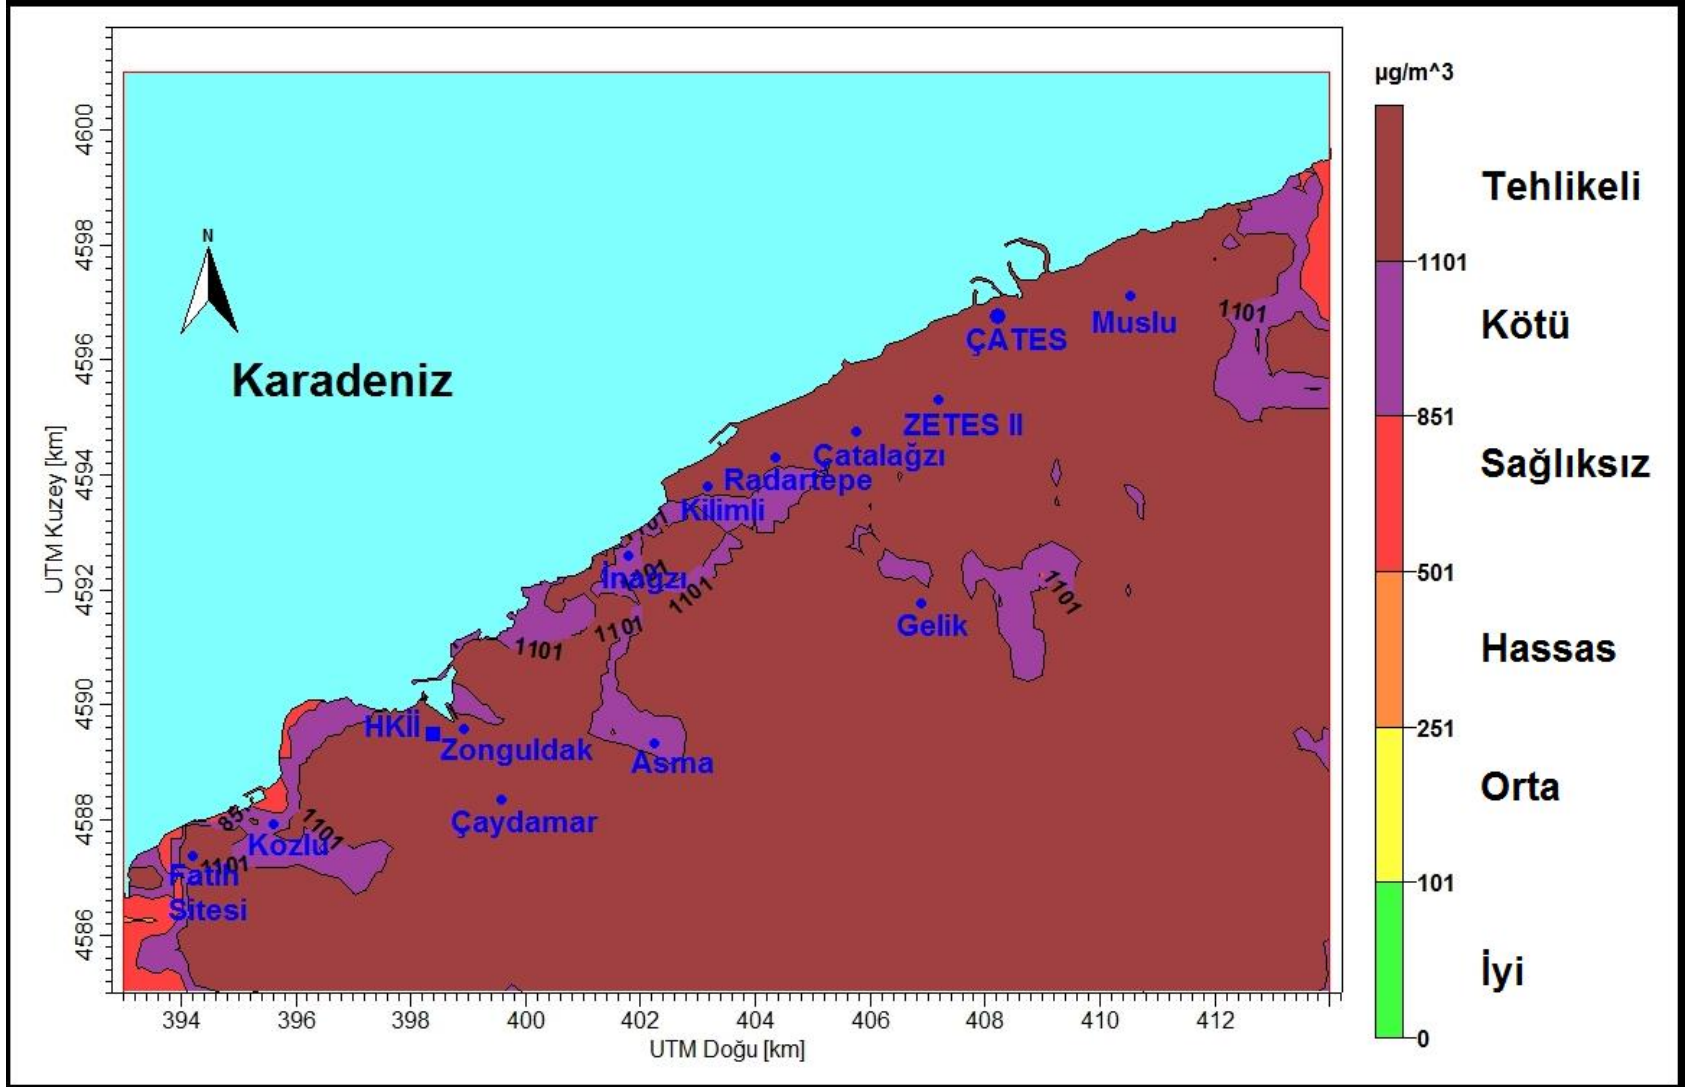 µg/m^3
4600
4598
4596
4594
4592
4590
4588
4586
UTM Kuzey [km]
N
Karadeniz
Muslu
ÇATES
ZETES II
Çatalağzı
Radartepe
Kilimli
İnağzı
Gelik
HKİİ
Zonguldak
Asma
Çaydamar
Kozlu
Fatih
Sitesi
1101
1101
1101
1101
1101
1101
1101
394
396
398
400
402
404
406
408
410
412
UTM Doğu [km]
Tehlikeli
1101
Kötü
851
Sağlıksız
501
Hassas
251
Orta
101
İyi
0